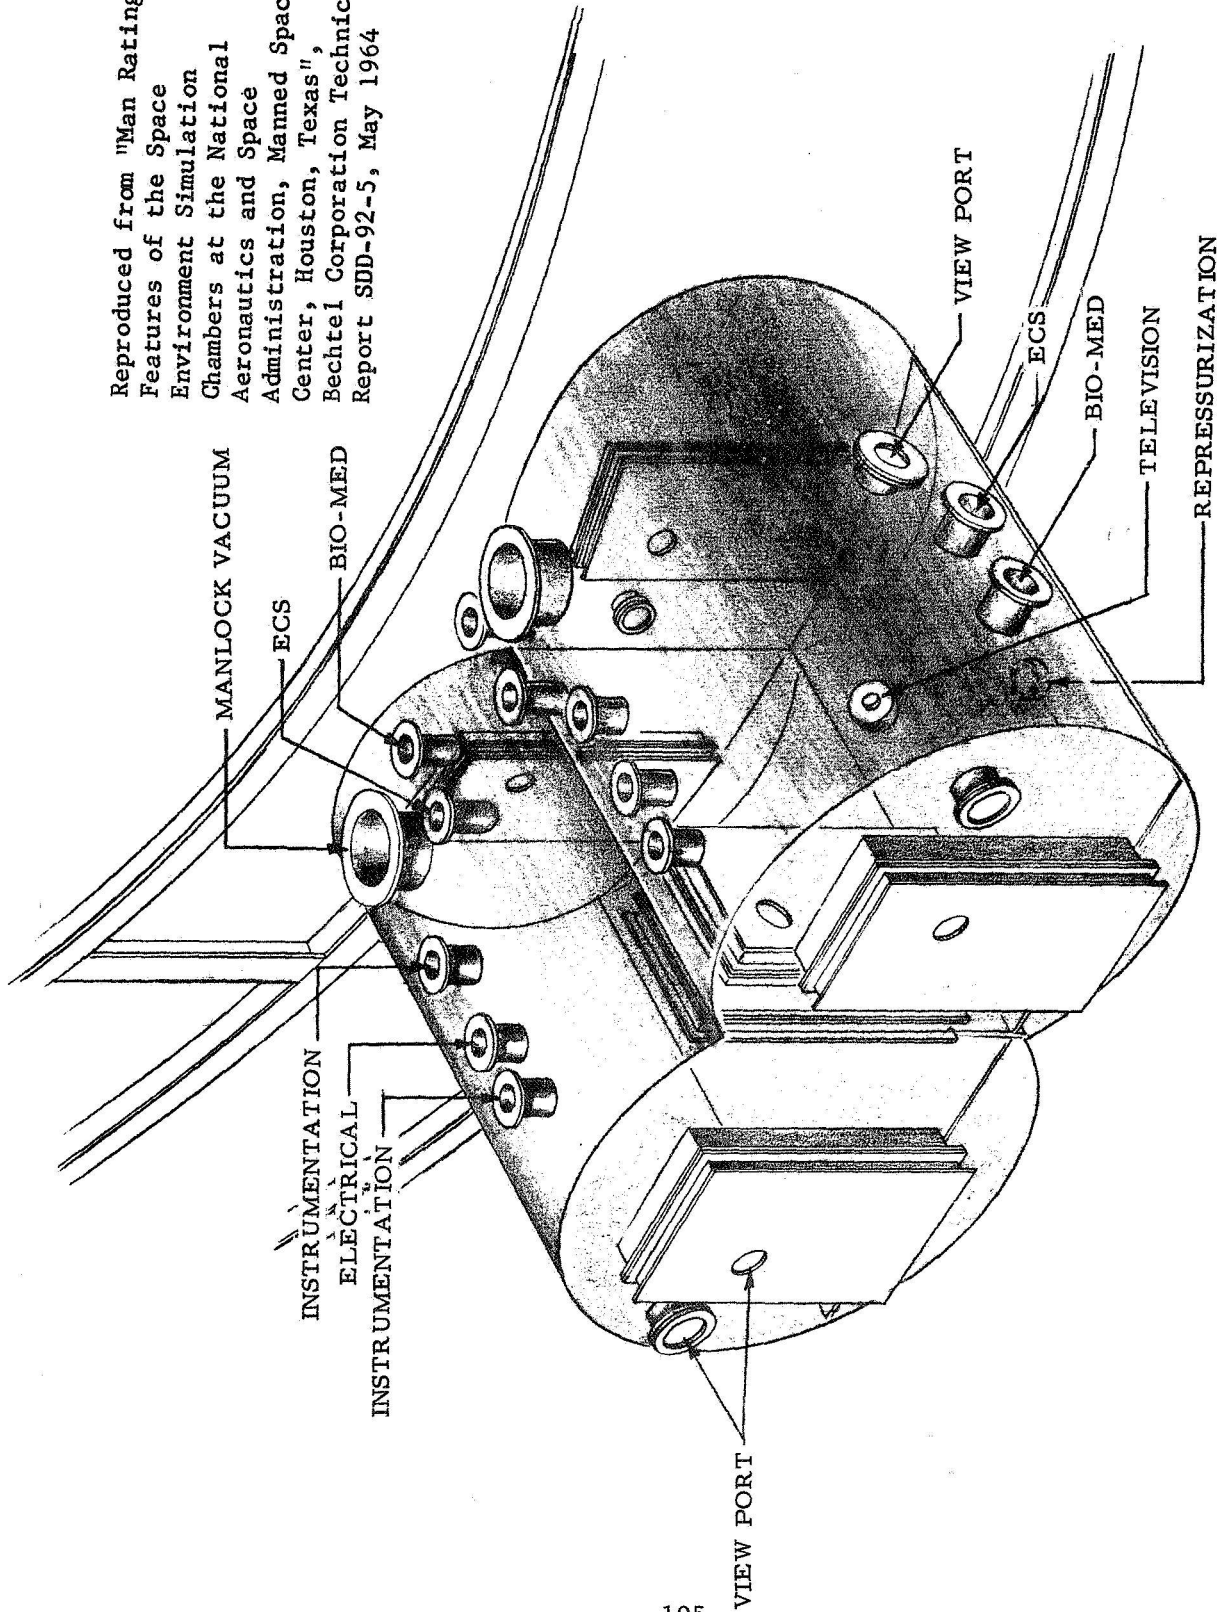 Reproduced from "Man Rating
Features of the Space
Environment Simulation
Chambers at the National
Aeronautics and Space
Administration, Manned Spac
Center, Houston, Texas",
Bechtel Corporation Technic
Report SDD-92-5, May 1964
MANLOCK VACUUM
ECS
BIO-MED
INSTRUMENTATION
ELECTRICAL
INSTRUMENTATION
VIEW PORT
VIEW PORT
ECS
BIO-MED
TELEVISION
REPRESSURIZATION
105